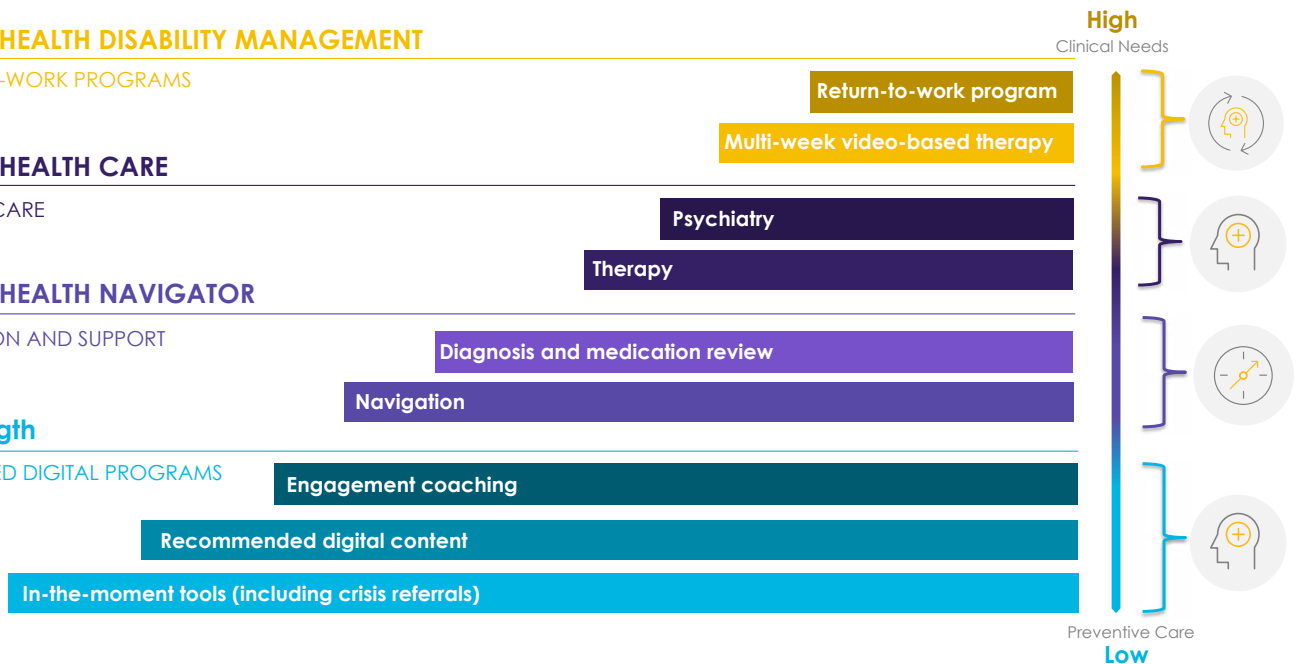 High
Clinical Needs
HEALTH DISABILITY MANAGEMENT
-WORK PROGRAMS
Return-to-work program
Multi-week video-based therapy
HEALTH CARE
CARE
Psychiatry
Therapy
HEALTH NAVIGATOR
ON AND SUPPORT
Diagnosis and medication review
Navigation
gth
ED DIGITAL PROGRAMS
Engagement coaching
Recommended digital content
In-the-moment tools (including crisis referrals)
Preventive Care
Low